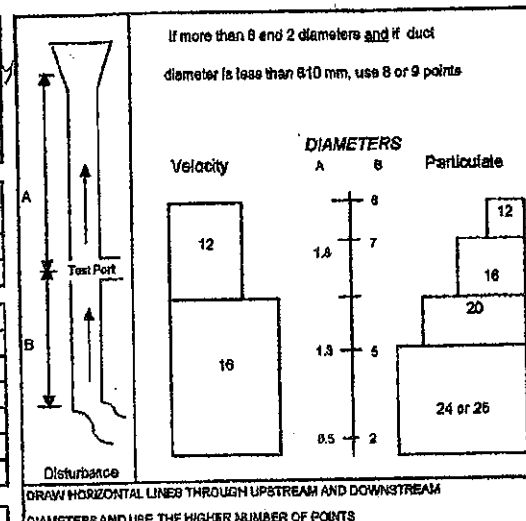 If more than 8 and 2 diameters and if duct
diameter is less than 610 mm, use 8 or 9 points
DIAMETERS
Velocity
A B
Particulate
8
12
12
A
1.8 7
Test Port
16
20
16
1.3 5
B
24 or 25
0.5 2
Disturbance
DRAW HORIZONTAL LINES THROUGH UPSTREAM AND DOWNSTREAM
DIAMETERS AND USE THE HIGHER NUMBER OF POINTS